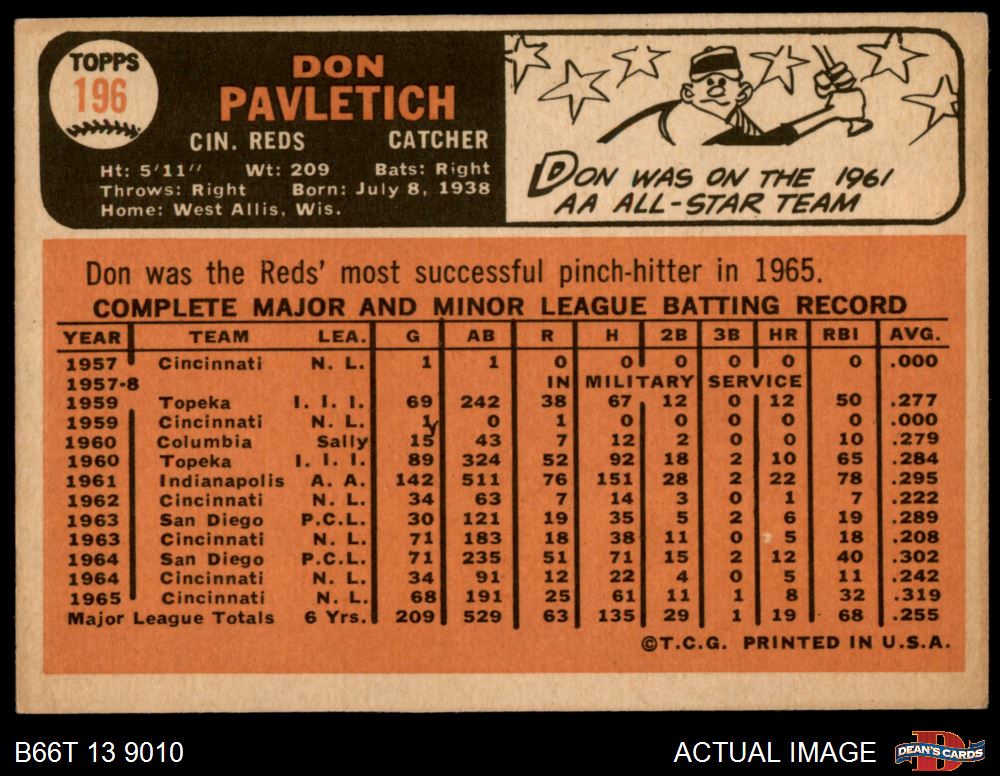 TOPPS
196
DON
PAVLETICH
CIN. REDS CATCHER
Ht: 5'11" Wt: 209 Bats: Right
Throws: Right Born: July 8, 1938
Home: West Allis, Wis.
DON WAS ON THE 1961
AA ALL-STAR TEAM
Don was the Reds' most successful pinch-hitter in 1965.
COMPLETE MAJOR AND MINOR LEAGUE BATTING RECORD
YEAR TEAM LEA. G AB R H 2B 3B HR RBI AVG.
1957 Cincinnati N. L. 1 1 0 0 0 0 0 0 .000
1957-8 IN MILITARY SERVICE
1959 Topeka I. I. I. 69 242 38 67 12 0 12 50 .277
1959 Cincinnati N. L. 1 0 1 0 0 0 0 0 .000
1960 Columbia Sally 15 43 7 12 2 0 0 10 .279
1960 Topeka I. I. I. 89 324 52 92 18 2 10 65 .284
1961 Indianapolis A. A. 142 511 76 151 28 2 22 78 .295
1962 Cincinnati N. L. 34 63 7 14 3 0 1 7 .222
1963 San Diego P.C.L. 30 121 19 35 5 2 6 19 .289
1963 Cincinnati N. L. 71 183 18 38 11 0 5 18 .208
1964 San Diego P.C.L. 71 235 51 71 15 2 12 40 .302
1964 Cincinnati N. L. 34 91 12 22 4 0 5 11 .242
1965 Cincinnati N. L. 68 191 25 61 11 1 8 32 .319
Major League Totals 6 Yrs. 209 529 63 135 29 1 19 68 .255
©T.C.G. PRINTED IN U.S.A.
B66T 13 9010 ACTUAL IMAGE DEAN'S CARDS